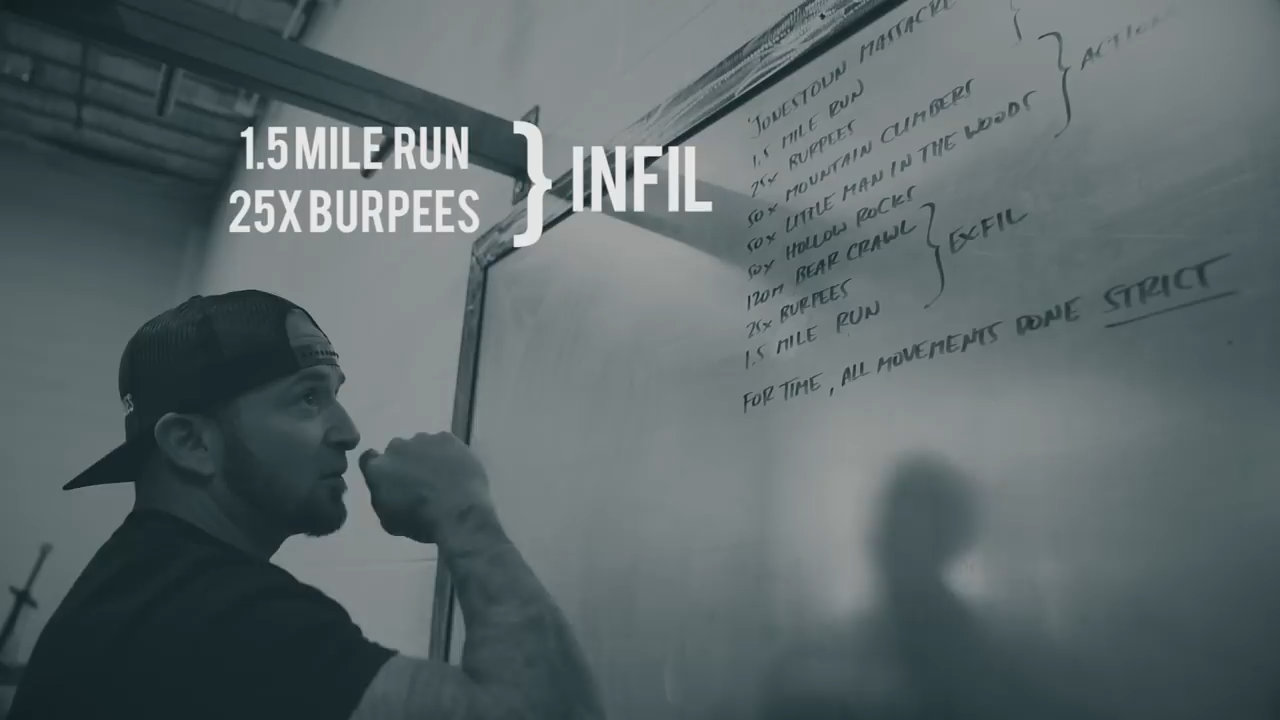 1.5 MILE RUN
25X BURPEES
} INFIL
"JONESTOWN MASSACRE
1.5 MILE RUN
25x BURPEES
50x MOUNTAIN CLIMBERS
50x LITTLE MAN IN THE WOODS
50x HOLLOW ROCKS
120M BEAR CRAWL
25x BURPEES
1.5 MILE RUN
} EXFIL
FOR TIME, ALL MOVEMENTS DONE STRICT